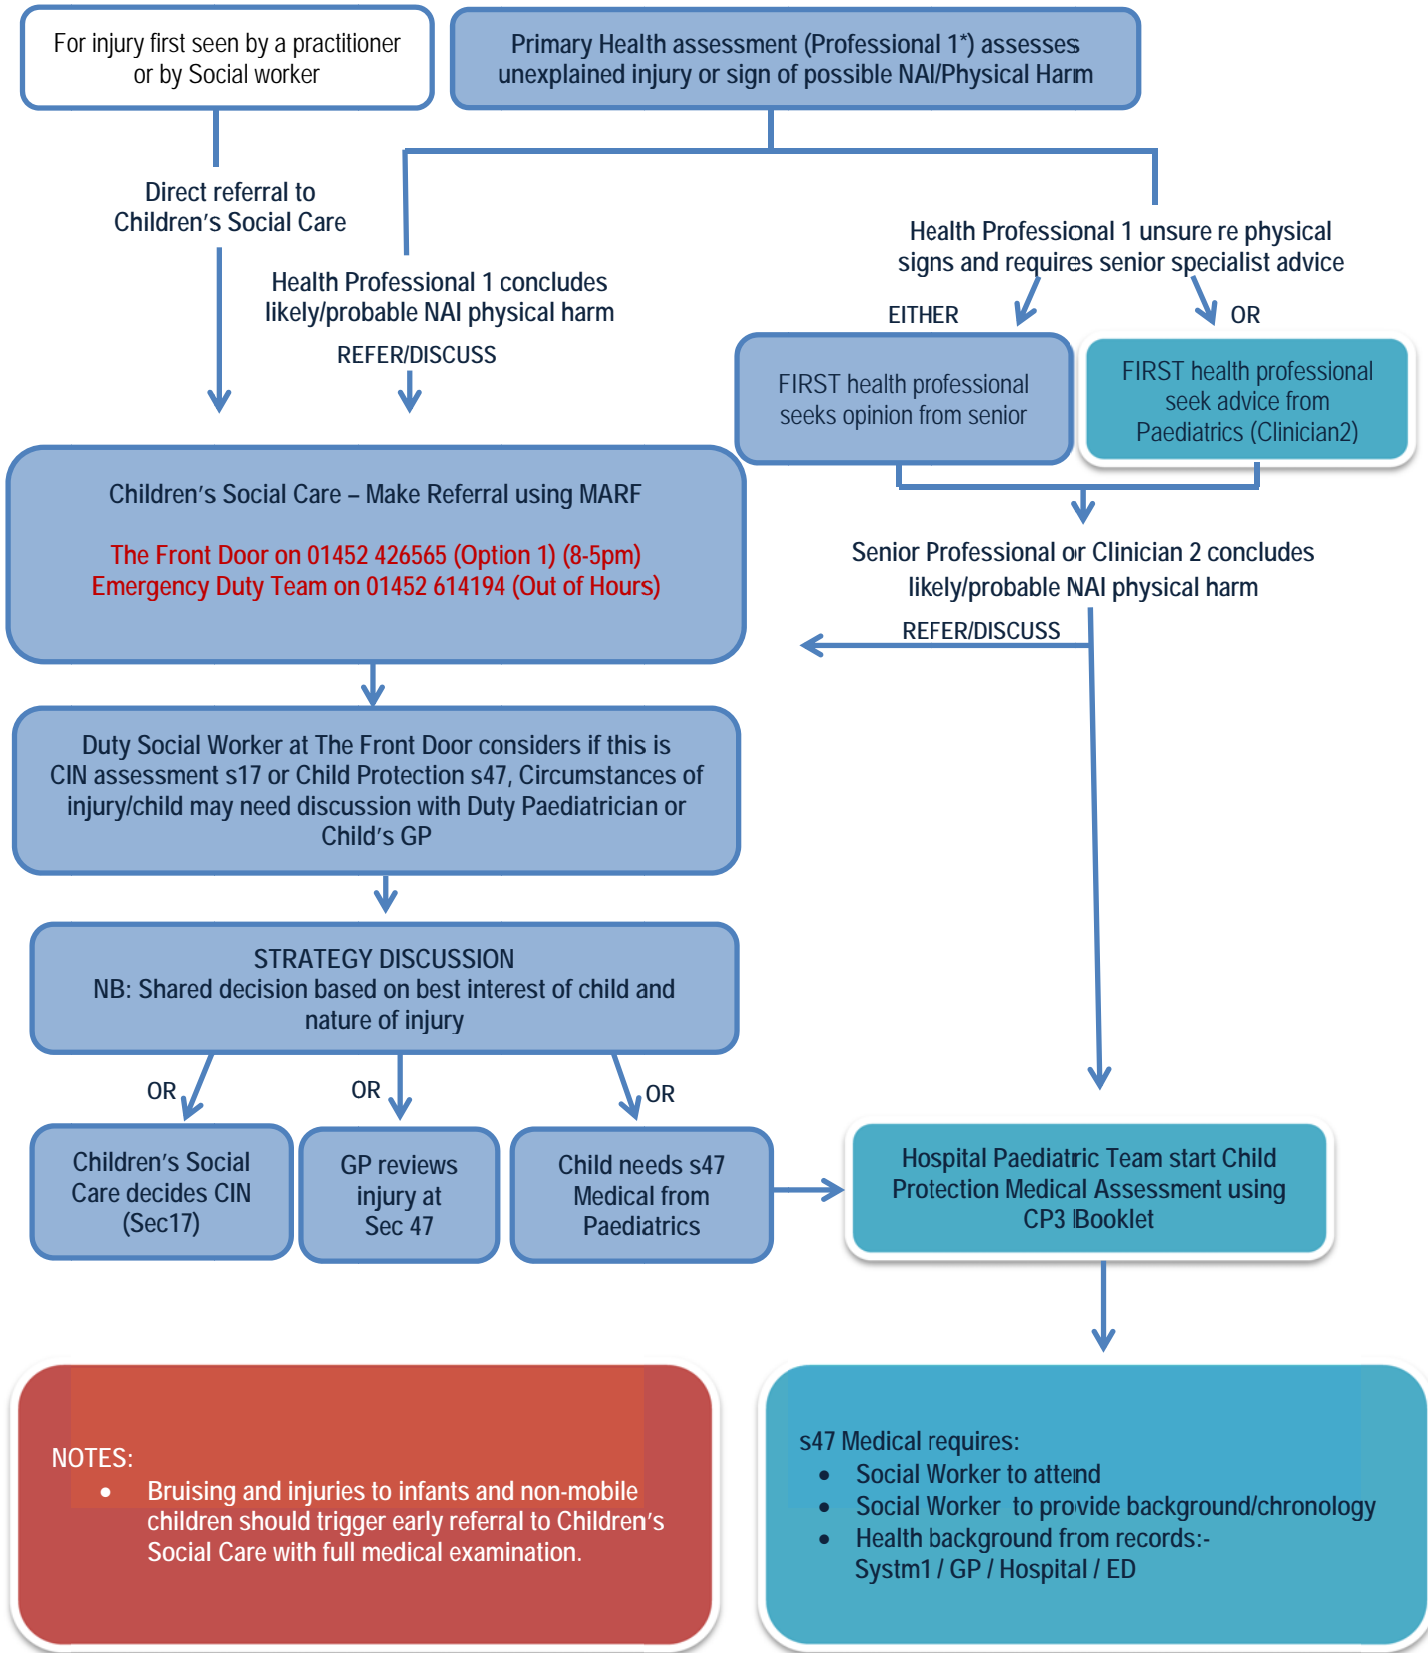 For injury first seen by a practitioner
or by Social worker
Primary Health assessment (Professional 1*) assesses
unexplained injury or sign of possible NAI/Physical Harm
Direct referral to
Children's Social Care
Health Professional 1 concludes
likely/probable NAI physical harm
REFER/DISCUSS
Health Professional 1 unsure re physical
signs and requires senior specialist advice
EITHER
OR
FIRST health professional
seeks opinion from senior
FIRST health professional
seek advice from
Paediatrics (Clinician2)
Children's Social Care – Make Referral using MARF
The Front Door on 01452 426565 (Option 1) (8-5pm)
Emergency Duty Team on 01452 614194 (Out of Hours)
Senior Professional or Clinician 2 concludes
likely/probable NAI physical harm
REFER/DISCUSS
Duty Social Worker at The Front Door considers if this is
CIN assessment s17 or Child Protection s47, Circumstances of
injury/child may need discussion with Duty Paediatrician or
Child's GP
STRATEGY DISCUSSION
NB: Shared decision based on best interest of child and
nature of injury
OR
OR
OR
Children's Social
Care decides CIN
(Sec17)
GP reviews
injury at
Sec 47
Child needs s47
Medical from
Paediatrics
Hospital Paediatric Team start Child
Protection Medical Assessment using
CP3 Booklet
NOTES:
• Bruising and injuries to infants and non-mobile
children should trigger early referral to Children's
Social Care with full medical examination.
s47 Medical requires:
• Social Worker to attend
• Social Worker to provide background/chronology
• Health background from records:-
Systm1 / GP / Hospital / ED